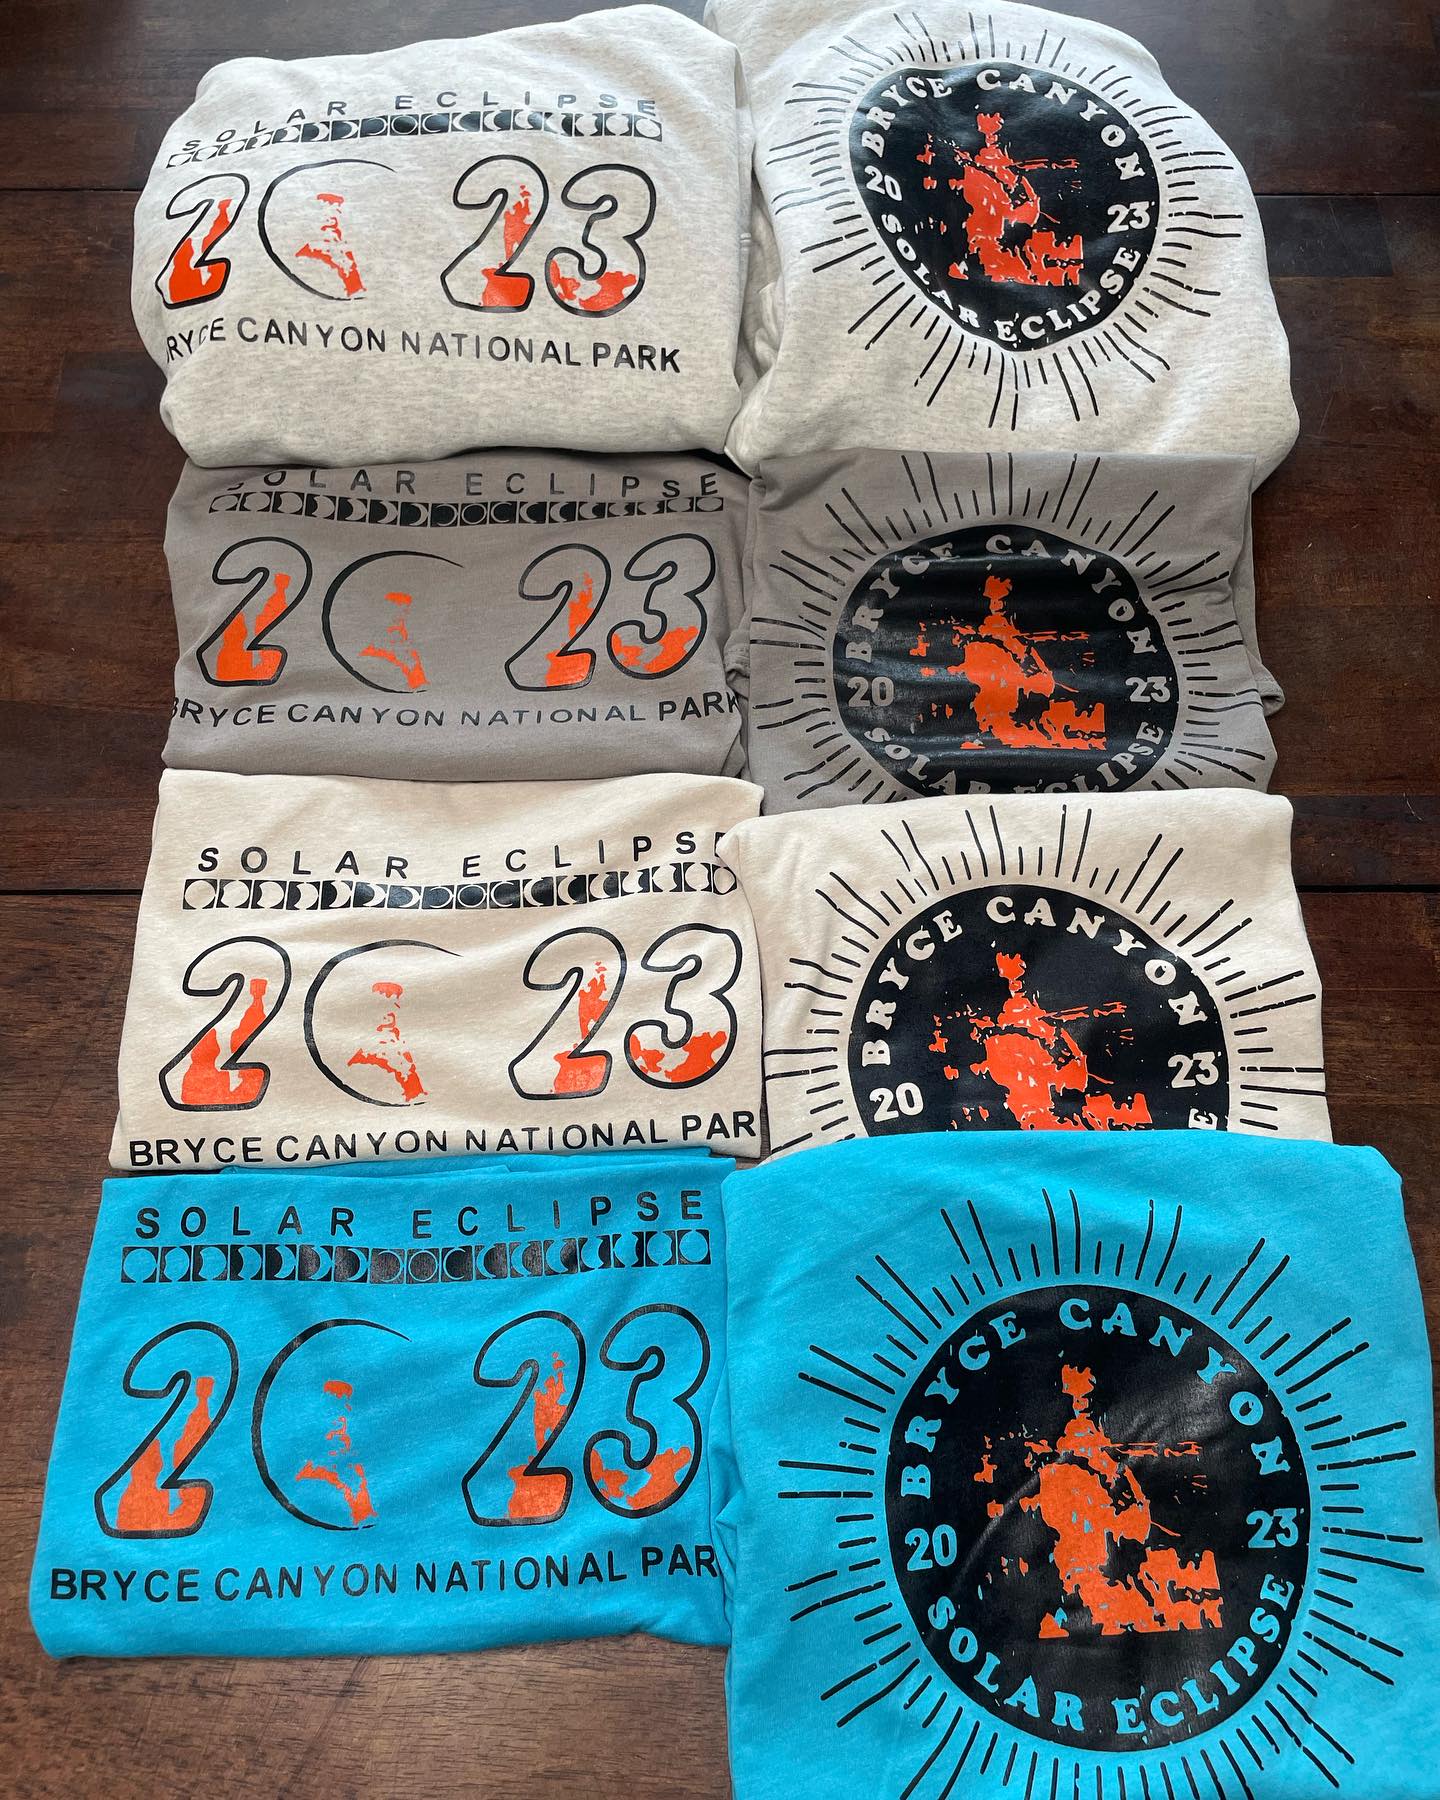 SOLAR ECLIPSE
2023
RYCE CANYON NATIONAL PARK
BRYCE CANYON
20 23
SOLAR ECLIPSE
SOLAR ECLIPSE
2023
BRYCE CANYON NATIONAL PARK
BRYCE CANYON
20 23
SOLAR ECLIPSE
SOLAR ECLIPSE
2023
BRYCE CANYON NATIONAL PAR
BRYCE CANYON
20 23
SOLAR ECLIPSE
2023
BRYCE CANYON NATIONAL PAR
BRYCE CANYON
20 23
SOLAR ECLIPSE